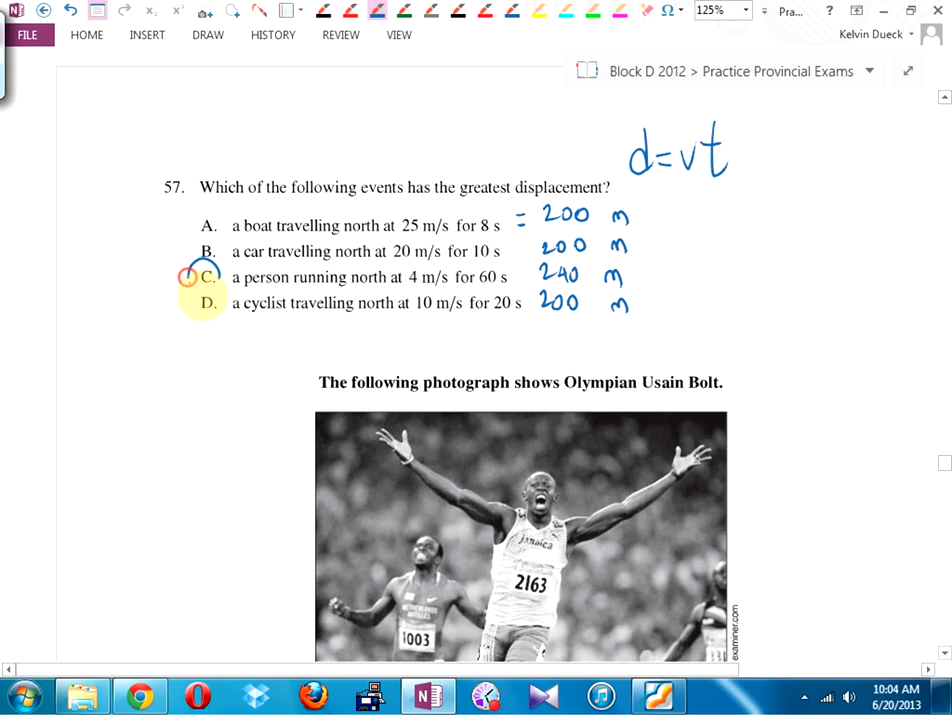 125%
Pra...
?
FILE
HOME
INSERT
DRAW
HISTORY
REVIEW
VIEW
Kelvin Dueck
Block D 2012 > Practice Provincial Exams
d=vt
57. Which of the following events has the greatest displacement?
A. a boat travelling north at 25 m/s for 8 s = 200 m
B. a car travelling north at 20 m/s for 10 s 200 m
C. a person running north at 4 m/s for 60 s 240 m
D. a cyclist travelling north at 10 m/s for 20 s 200 m
The following photograph shows Olympian Usain Bolt.
Jamaica
2163
NETHERLANDS
ANTILLES
1003
examiner.com
10:04 AM
6/20/2013